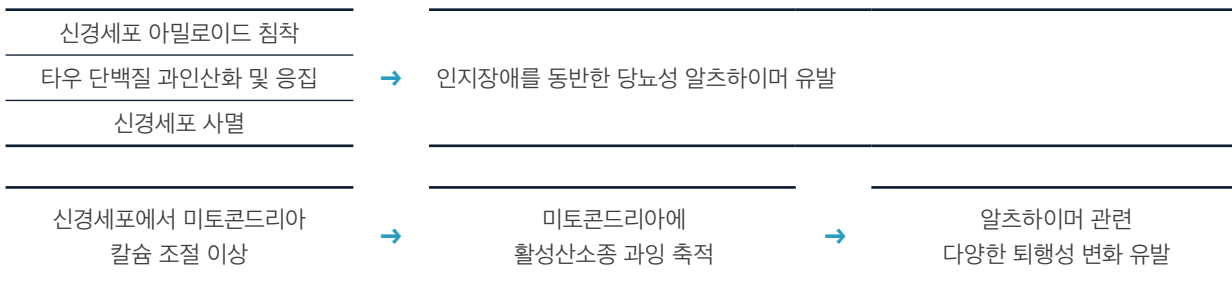 신경세포 아밀로이드 침착
타우 단백질 과인산화 및 응집 → 인지장애를 동반한 당뇨성 알츠하이머 유발
신경세포 사멸
신경세포에서 미토콘드리아
칼슘 조절 이상
→
미토콘드리아에
활성산소종 과잉 축적
→
알츠하이머 관련
다양한 퇴행성 변화 유발